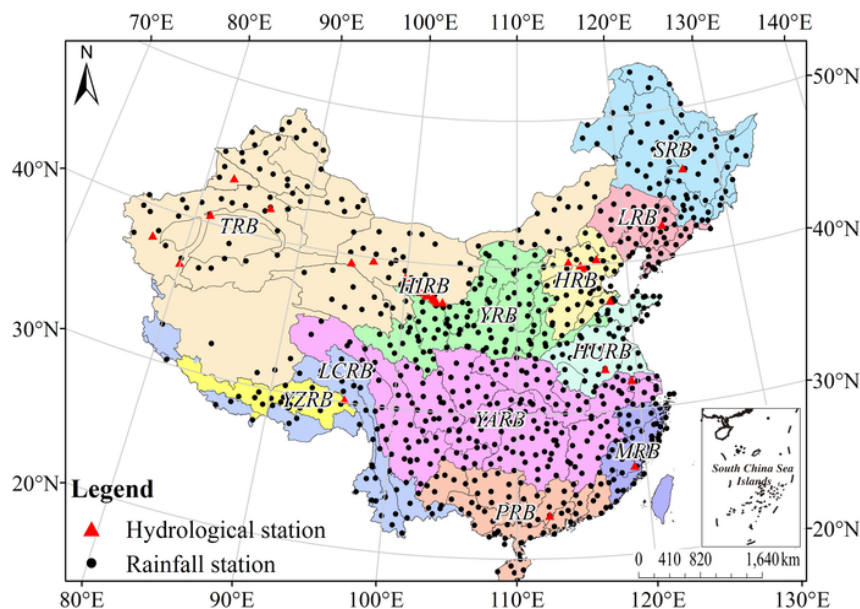 70°E 80°E 90°E 100°E 110°E 120°E 130°E 140°E
N
50°N
40°N
SRB
LRB
TRB
40°N
HIRB
HRB
YRB
30°N
HURB
LCRB
YZRB
30°N
YARB
MRB
South China Sea
Islands
20°N
Legend
PRB
Hydrological station
20°N
Rainfall station
0 410 820 1,640 km
80°E 90°E 100°E 110°E 120°E 130°E